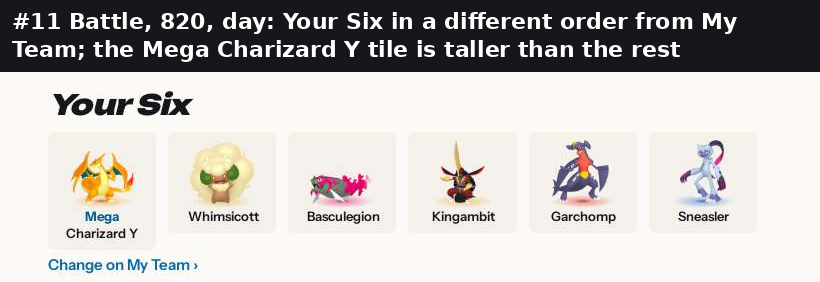 #11 Battle, 820, day: Your Six in a different order from My
Team; the Mega Charizard Y tile is taller than the rest
Your Six
Mega
Charizard Y
Whimsicott
Basculegion
Kingambit
Garchomp
Sneasler
Change on My Team ›